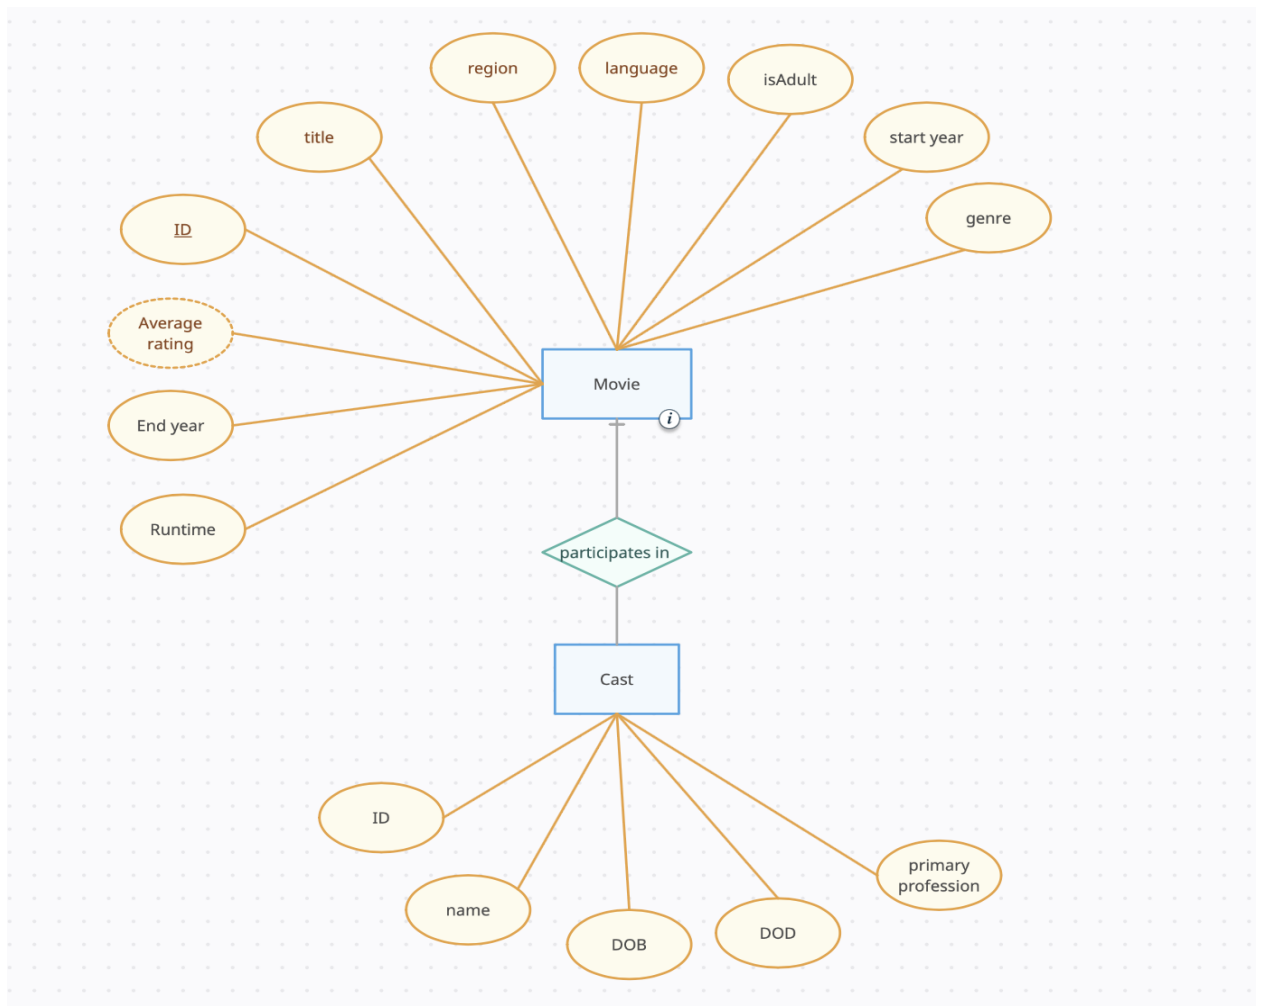 region
language
isAdult
title
start year
genre
ID
Average
rating
Movie
i
End year
Runtime
participates in
Cast
ID
primary
profession
name
DOB
DOD